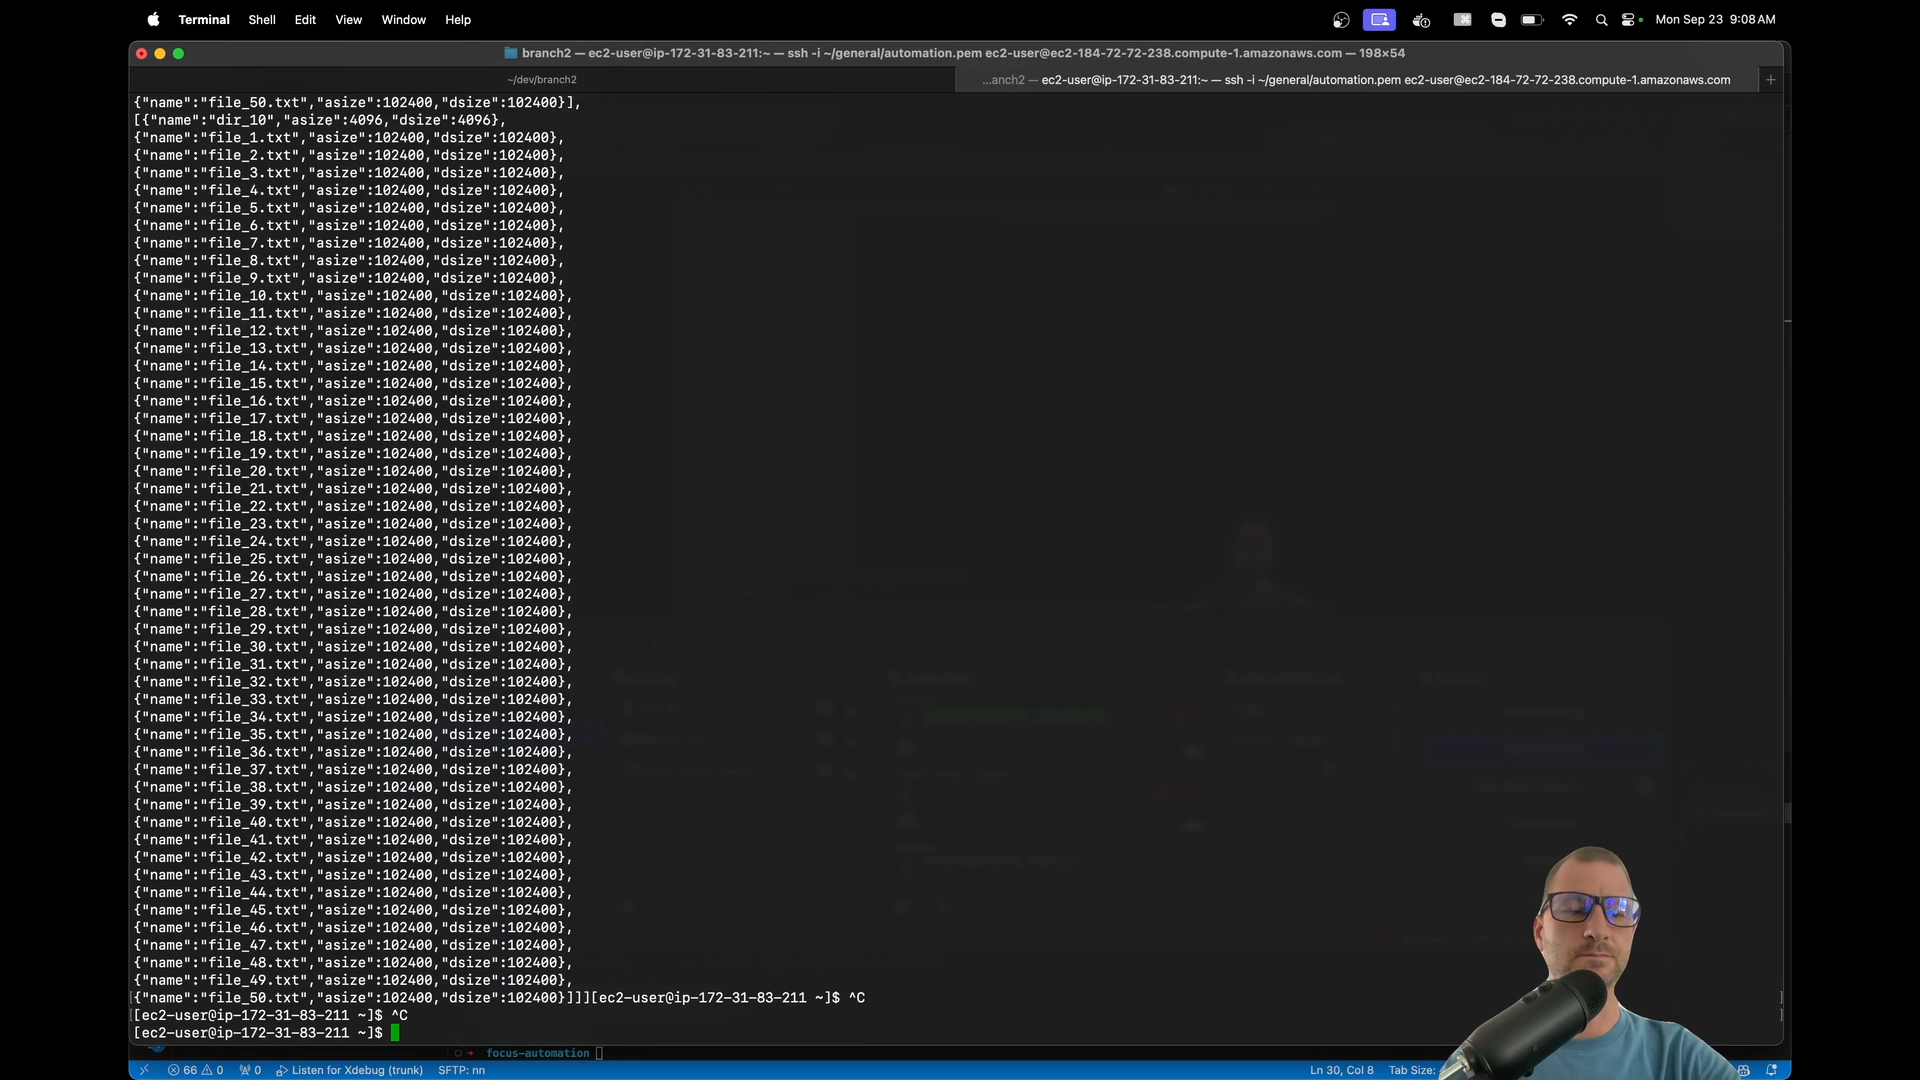 Terminal Shell Edit View Window Help
Mon Sep 23 9:08 AM
branch2 — ec2-user@ip-172-31-83-211:~ — ssh -i ~/general/automation.pem ec2-user@ec2-184-72-72-238.compute-1.amazonaws.com — 198×54
~/dev/branch2
...anch2 — ec2-user@ip-172-31-83-211:~ — ssh -i ~/general/automation.pem ec2-user@ec2-184-72-72-238.compute-1.amazonaws.com
{"name":"file_50.txt","asize":102400,"dsize":102400}],
[{"name":"dir_10","asize":4096,"dsize":4096},
{"name":"file_1.txt","asize":102400,"dsize":102400},
{"name":"file_2.txt","asize":102400,"dsize":102400},
{"name":"file_3.txt","asize":102400,"dsize":102400},
{"name":"file_4.txt","asize":102400,"dsize":102400},
{"name":"file_5.txt","asize":102400,"dsize":102400},
{"name":"file_6.txt","asize":102400,"dsize":102400},
{"name":"file_7.txt","asize":102400,"dsize":102400},
{"name":"file_8.txt","asize":102400,"dsize":102400},
{"name":"file_9.txt","asize":102400,"dsize":102400},
{"name":"file_10.txt","asize":102400,"dsize":102400},
{"name":"file_11.txt","asize":102400,"dsize":102400},
{"name":"file_12.txt","asize":102400,"dsize":102400},
{"name":"file_13.txt","asize":102400,"dsize":102400},
{"name":"file_14.txt","asize":102400,"dsize":102400},
{"name":"file_15.txt","asize":102400,"dsize":102400},
{"name":"file_16.txt","asize":102400,"dsize":102400},
{"name":"file_17.txt","asize":102400,"dsize":102400},
{"name":"file_18.txt","asize":102400,"dsize":102400},
{"name":"file_19.txt","asize":102400,"dsize":102400},
{"name":"file_20.txt","asize":102400,"dsize":102400},
{"name":"file_21.txt","asize":102400,"dsize":102400},
{"name":"file_22.txt","asize":102400,"dsize":102400},
{"name":"file_23.txt","asize":102400,"dsize":102400},
{"name":"file_24.txt","asize":102400,"dsize":102400},
{"name":"file_25.txt","asize":102400,"dsize":102400},
{"name":"file_26.txt","asize":102400,"dsize":102400},
{"name":"file_27.txt","asize":102400,"dsize":102400},
{"name":"file_28.txt","asize":102400,"dsize":102400},
{"name":"file_29.txt","asize":102400,"dsize":102400},
{"name":"file_30.txt","asize":102400,"dsize":102400},
{"name":"file_31.txt","asize":102400,"dsize":102400},
{"name":"file_32.txt","asize":102400,"dsize":102400},
{"name":"file_33.txt","asize":102400,"dsize":102400},
{"name":"file_34.txt","asize":102400,"dsize":102400},
{"name":"file_35.txt","asize":102400,"dsize":102400},
{"name":"file_36.txt","asize":102400,"dsize":102400},
{"name":"file_37.txt","asize":102400,"dsize":102400},
{"name":"file_38.txt","asize":102400,"dsize":102400},
{"name":"file_39.txt","asize":102400,"dsize":102400},
{"name":"file_40.txt","asize":102400,"dsize":102400},
{"name":"file_41.txt","asize":102400,"dsize":102400},
{"name":"file_42.txt","asize":102400,"dsize":102400},
{"name":"file_43.txt","asize":102400,"dsize":102400},
{"name":"file_44.txt","asize":102400,"dsize":102400},
{"name":"file_45.txt","asize":102400,"dsize":102400},
{"name":"file_46.txt","asize":102400,"dsize":102400},
{"name":"file_47.txt","asize":102400,"dsize":102400},
{"name":"file_48.txt","asize":102400,"dsize":102400},
{"name":"file_49.txt","asize":102400,"dsize":102400},
{"name":"file_50.txt","asize":102400,"dsize":102400}]]][ec2-user@ip-172-31-83-211 ~]$ ^C
[ec2-user@ip-172-31-83-211 ~]$ ^C
[ec2-user@ip-172-31-83-211 ~]$
focus-automation
66 0 0 Listen for Xdebug (trunk) SFTP: nn Ln 30, Col 8 Tab Size: